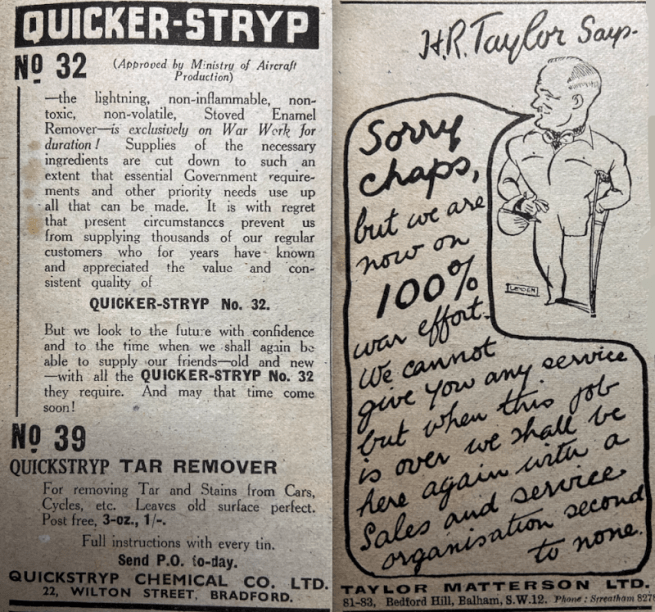 QUICKER-STRYP
No 32
(Approved by Ministry of Aircraft
Production)
—the lightning, non-inflammable, non-
toxic, non-volatile, Stoved Enamel
Remover—is exclusively on War Work for
duration! Supplies of the necessary
ingredients are cut down to such an
extent that essential Government require-
ments and other priority needs use up
all that can be made. It is with regret
that present circumstances prevent us
from supplying thousands of our regular
customers who for years have known
and appreciated the value and con-
sistent quality of
QUICKER-STRYP No. 32.
But we look to the future with confidence
and to the time when we shall again be
able to supply our friends—old and new
—with all the QUICKER-STRYP No. 32
they require. And may that time come
soon!
No 39
QUICKSTRYP TAR REMOVER
For removing Tar and Stains from Cars,
Cycles, etc. Leaves old surface perfect.
Post free, 3-oz., 1/-.
Full instructions with every tin.
Send P.O. to-day.
QUICKSTRYP CHEMICAL CO. LTD.
22, WILTON STREET, BRADFORD.
H.R. Taylor Says-
Sorry
chaps,
but we are
now on
100%
war effort.
We cannot
give you any service
but when this job
is over we shall be
here again with a
Sales and service
organisation second
to none.
TAYLOR MATTERSON LTD.
81-83, Bedford Hill, Balham, S.W.12. Phone: Streatham